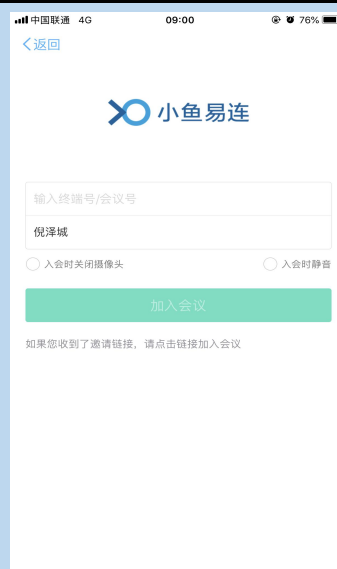 中国联通 4G 09:00 76%
返回
小鱼易连
输入终端号/会议号
倪泽城
入会时关闭摄像头 入会时静音
加入会议
如果您收到了邀请链接，请点击链接加入会议